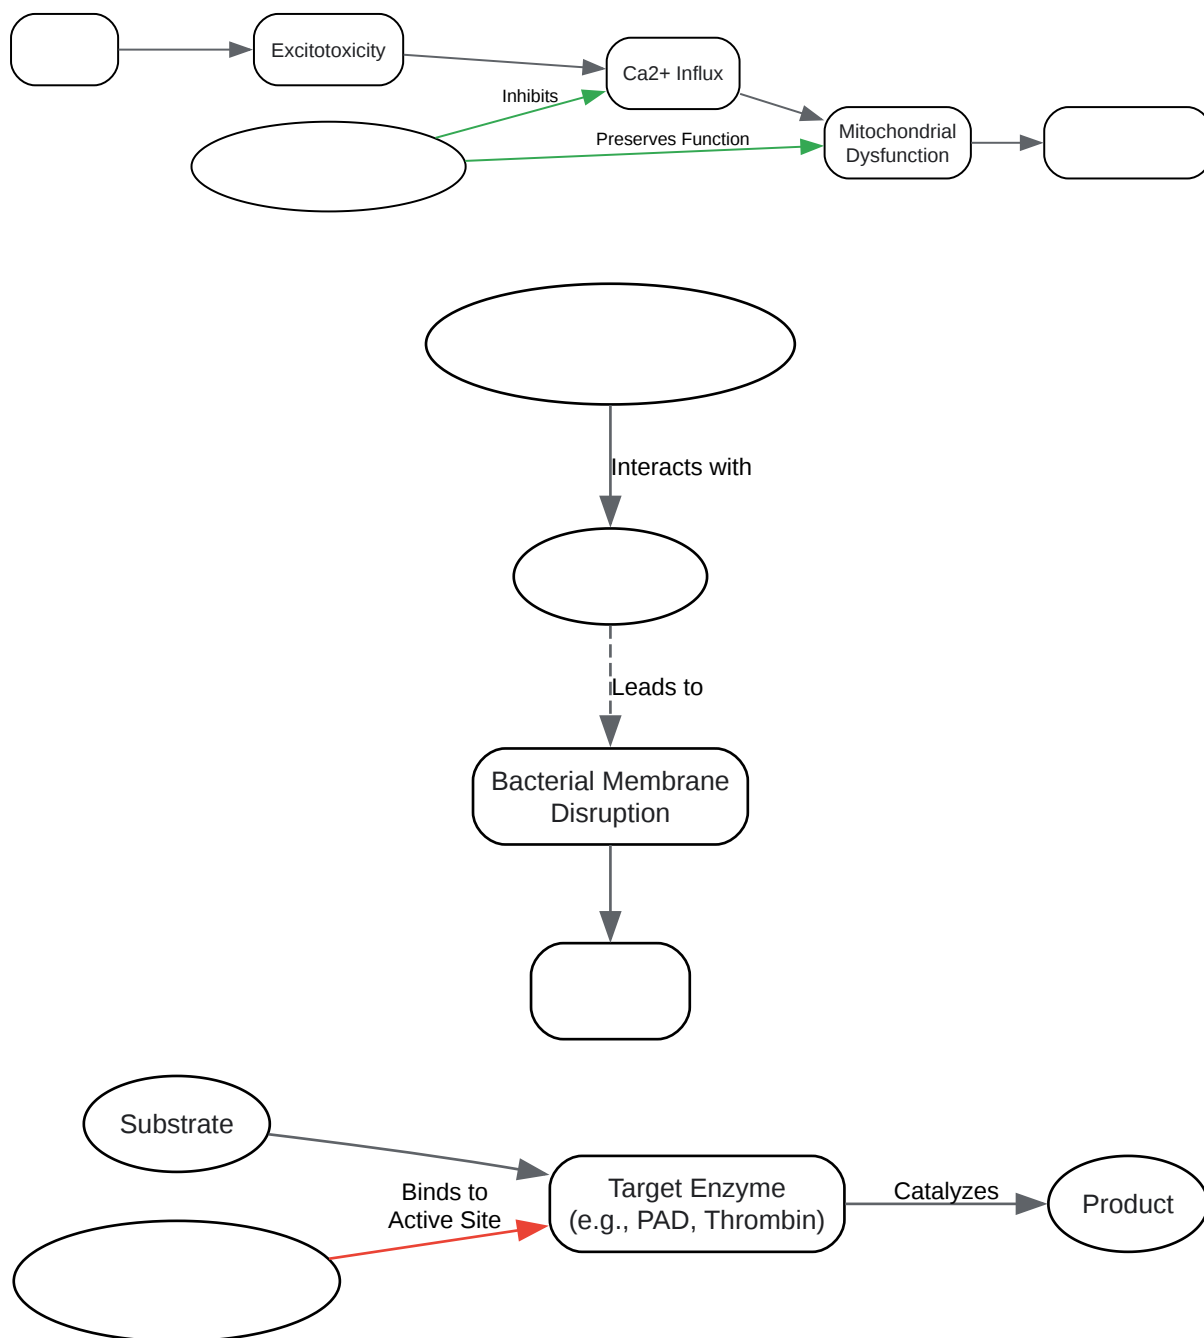 Excitotoxicity
Ca2+ Influx
Inhibits
Preserves Function
Mitochondrial
Dysfunction
Interacts with
Leads to
Bacterial Membrane
Disruption
Substrate
Binds to
Active Site
Target Enzyme
(e.g., PAD, Thrombin)
Catalyzes
Product